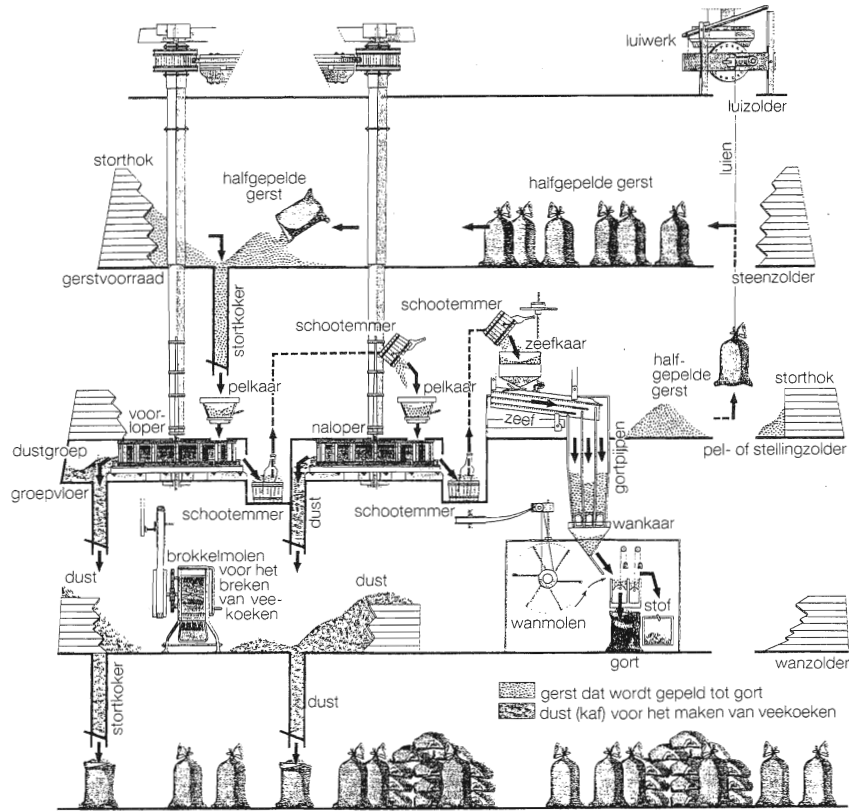 luiwerk
luizolder
luien
storthok
halfgepelde
gerst
halfgepelde gerst
gerstvoorraad
steenzolder
stortkoker
schootemmer
schootemmer
zeefkaar
half-
gepelde
gerst
storthok
pelkaar
pelkaar
voor-
loper
naloper
zeef
dustgroep
pel- of stellingzolder
groepvloer
gortpijpen
schootemmer
dust
schootemmer
wankaar
brokkelmolen
voor het
breken
van vee-
koeken
dust
dust
wanmolen
stof
gort
wanzolder
stortkoker
dust
gerst dat wordt gepeld tot gort
dust (kaf) voor het maken van veekoeken